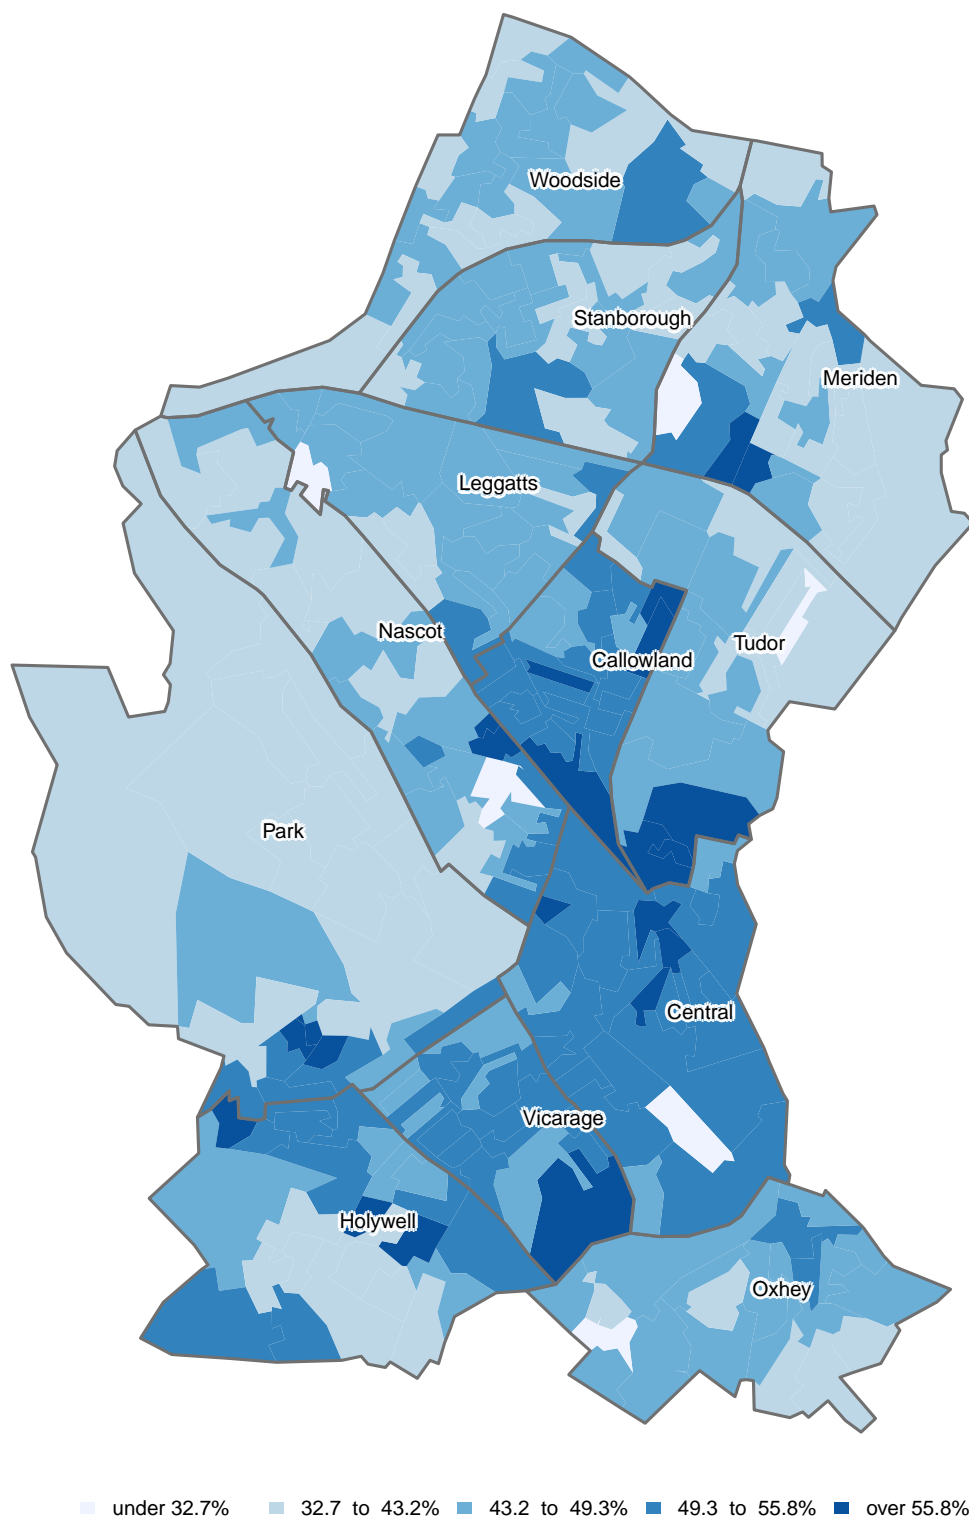 Woodside
Stanborough
Meriden
Leggatts
Nascot
Callowland
Tudor
Park
Central
Vicarage
Holywell
Oxhey
under 32.7% 32.7 to 43.2% 43.2 to 49.3% 49.3 to 55.8% over 55.8%